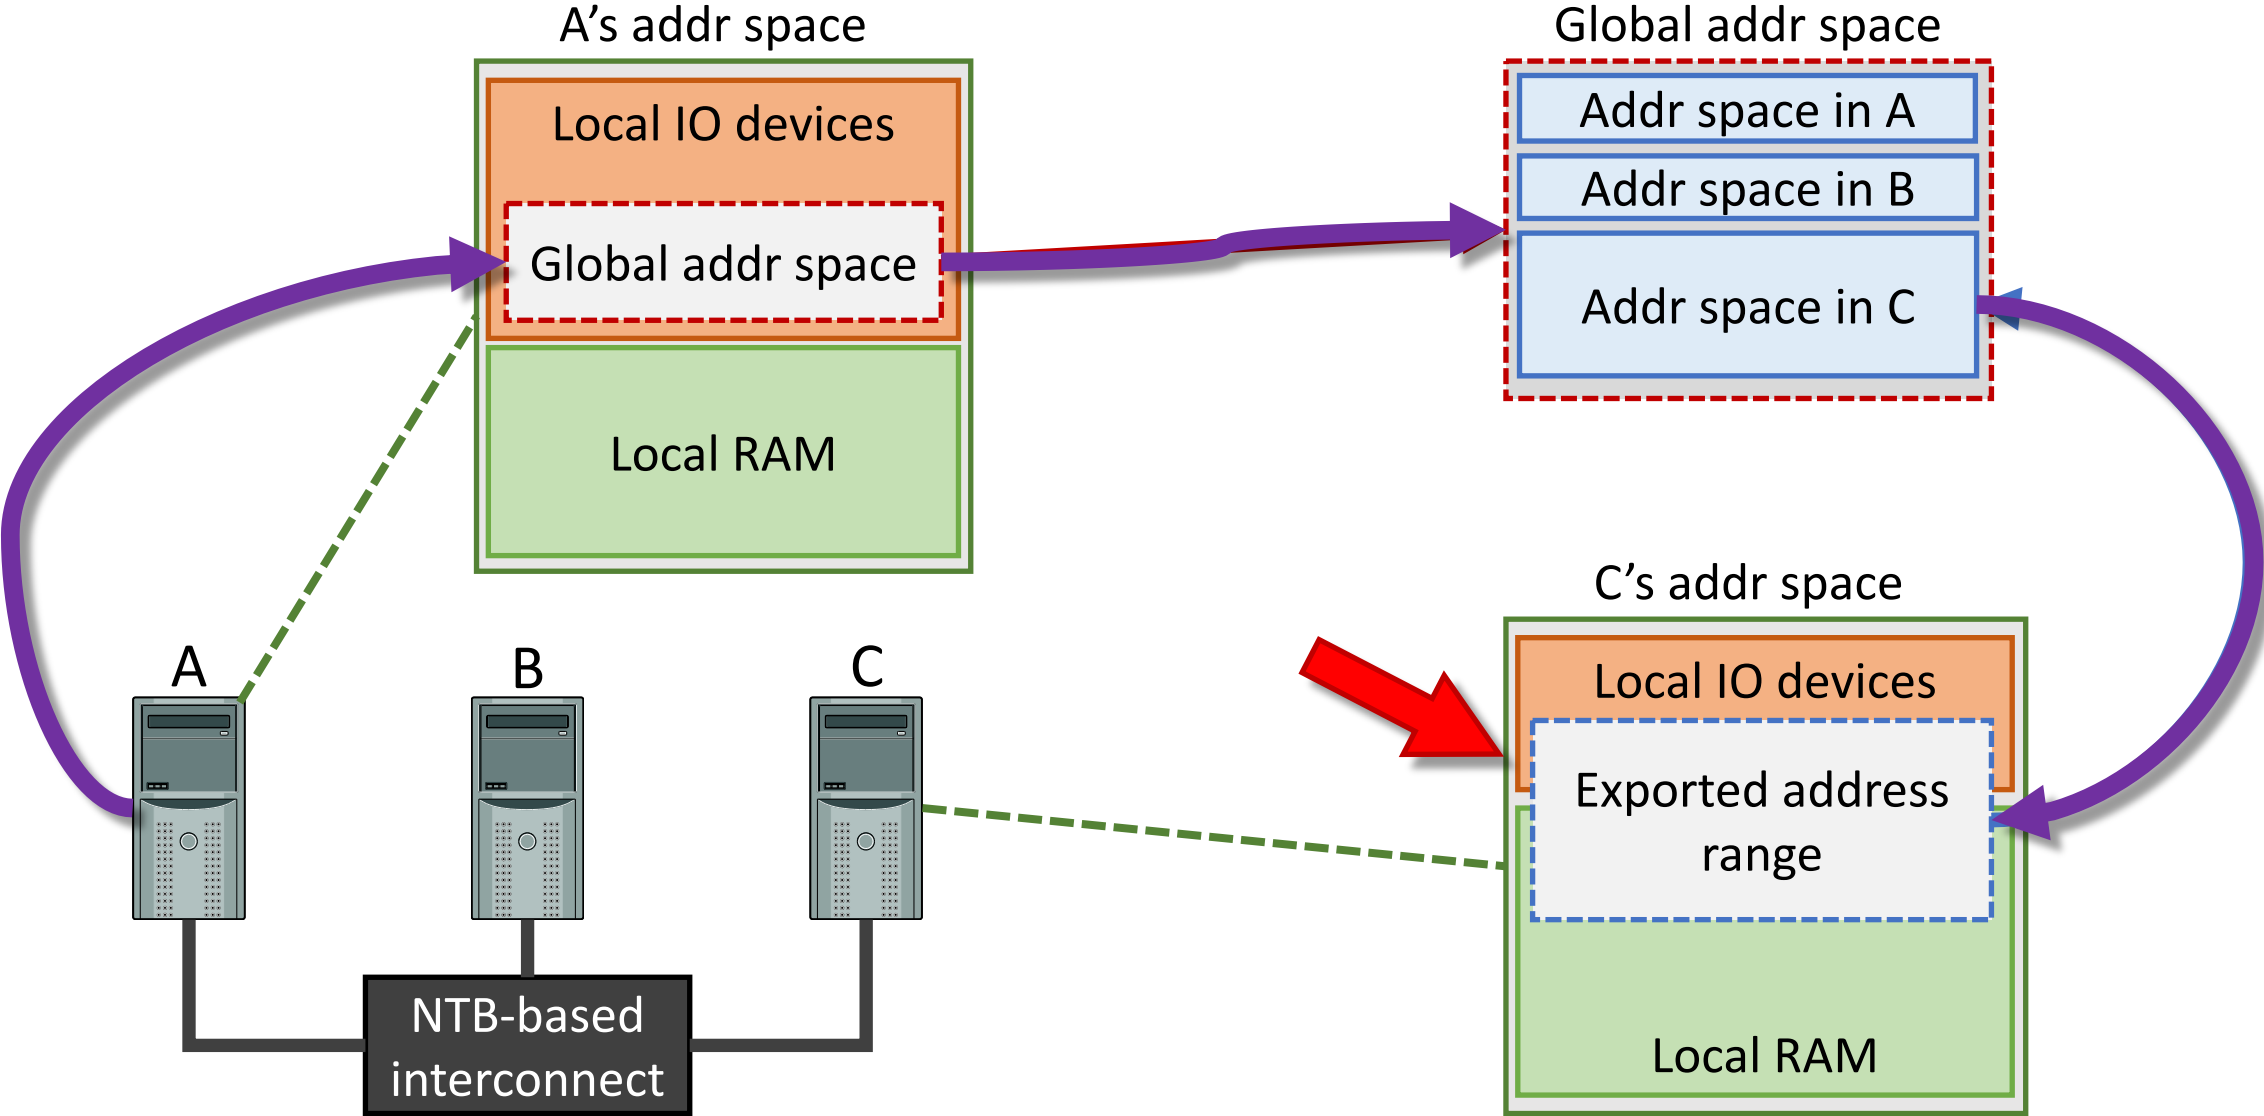 A’s addr space
Local IO devices
Global addr space
Local RAM
Global addr space
Addr space in A
Addr space in B
Addr space in C
A
B
C
NTB-based
interconnect
C’s addr space
Local IO devices
Exported address
range
Local RAM